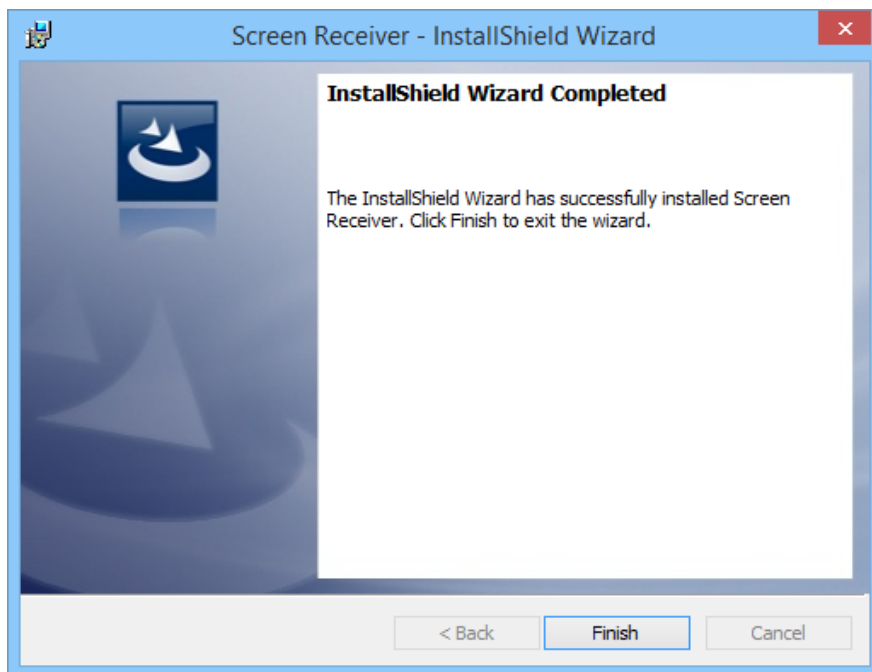 Screen Receiver - InstallShield Wizard
InstallShield Wizard Completed
The InstallShield Wizard has successfully installed Screen
Receiver. Click Finish to exit the wizard.
< Back Finish Cancel